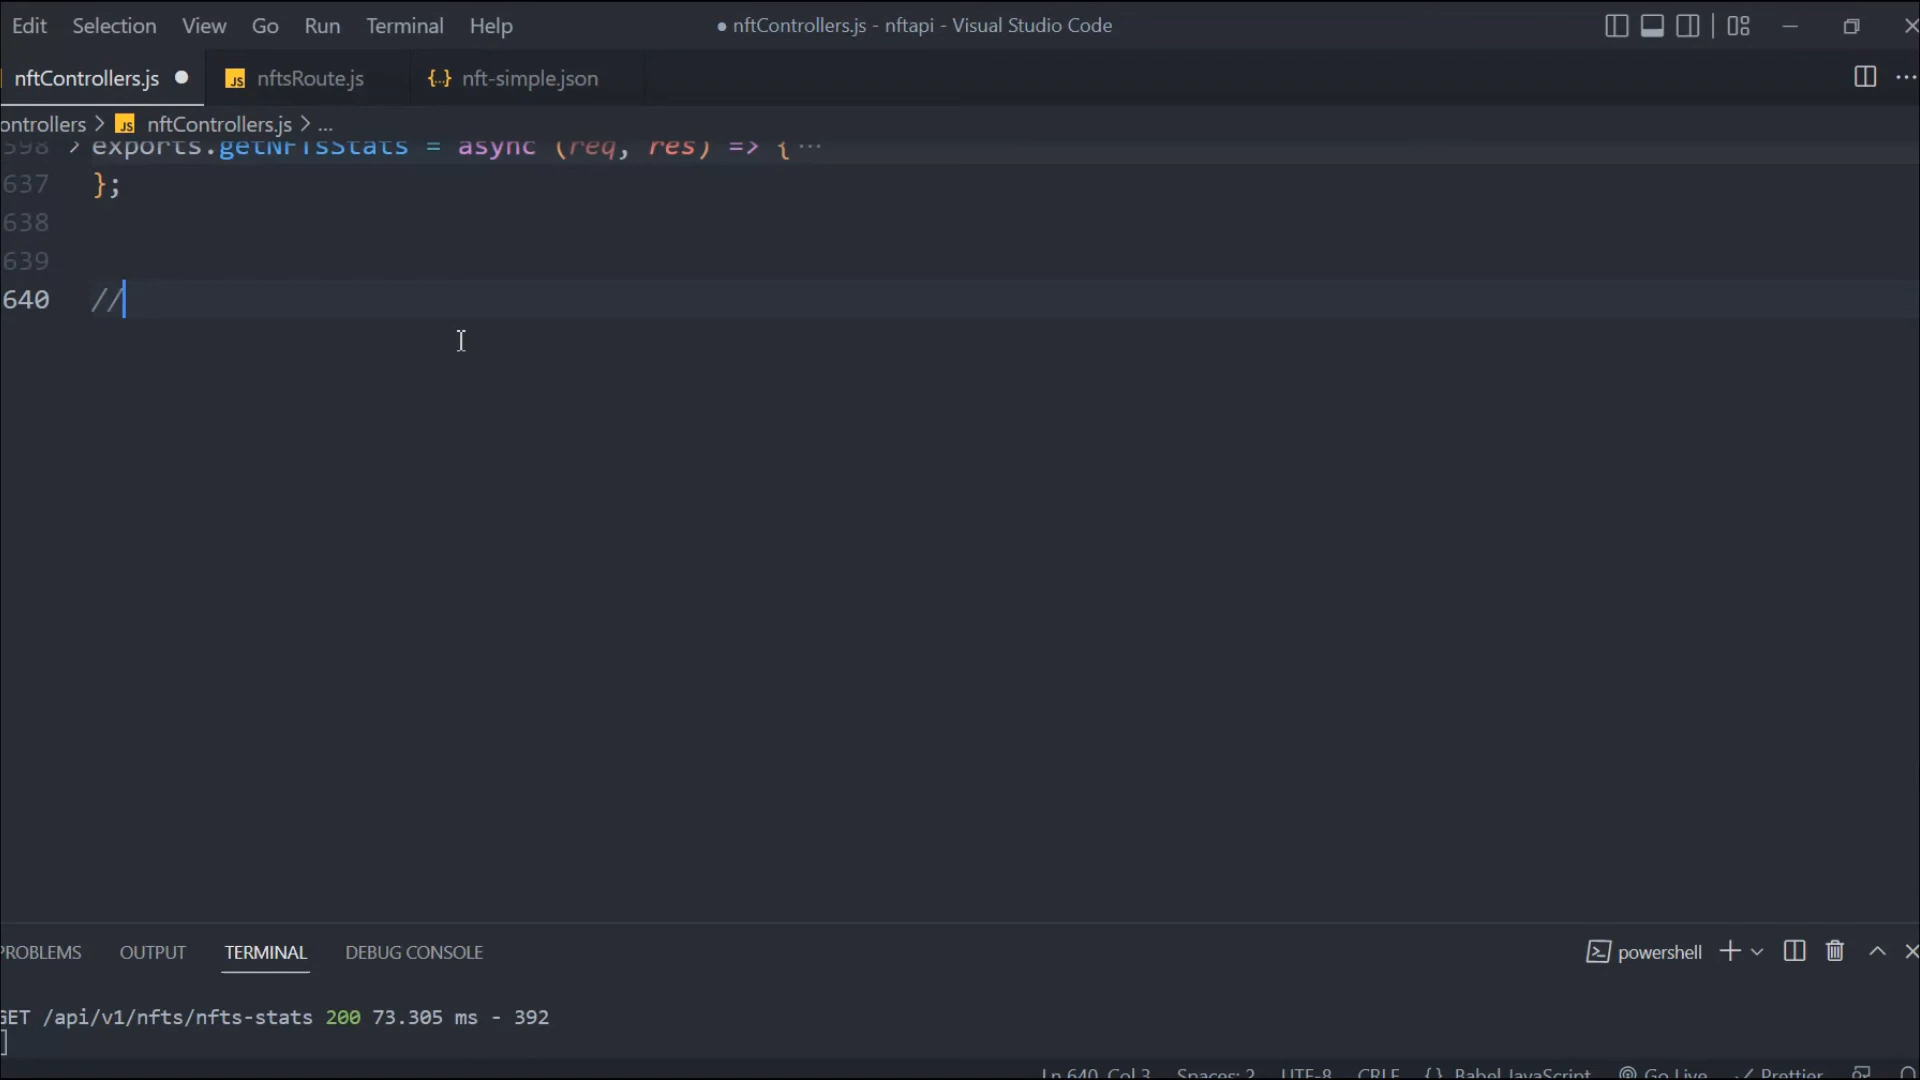 Edit Selection View Go Run Terminal Help ● nftControllers.js - nftapi - Visual Studio Code
nftControllers.js ● JS nftsRoute.js {..} nft-simple.json
ontrollers > JS nftControllers.js > ...
598 > exports.getNFTsStats = async (req, res) => { ...
637 };
638
639
640 //
PROBLEMS OUTPUT TERMINAL DEBUG CONSOLE powershell
GET /api/v1/nfts/nfts-stats 200 73.305 ms - 392
Ln 640, Col 3 Spaces: 2 UTF-8 CRLF {} Babel JavaScript Go Live Prettier